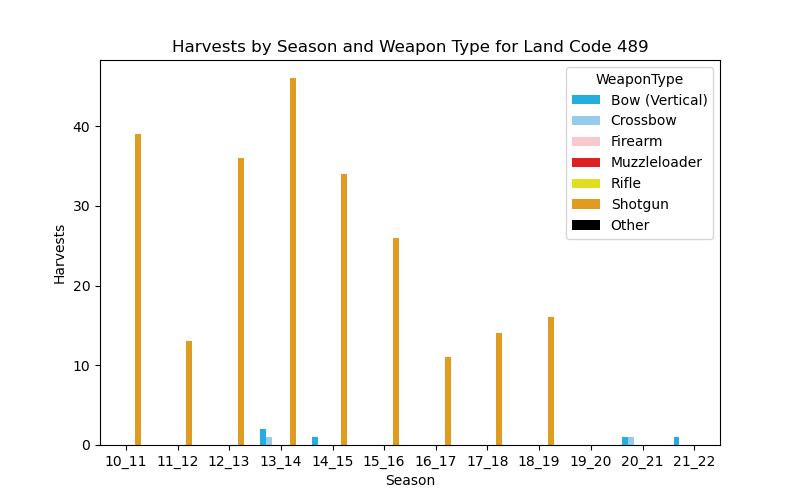 Harvests by Season and Weapon Type for Land Code 489
WeaponType
Bow (Vertical)
Crossbow
Firearm
Muzzleloader
Rifle
Shotgun
Other
Harvests
40
30
20
10
0
10_11 11_12 12_13 13_14 14_15 15_16 16_17 17_18 18_19 19_20 20_21 21_22
Season